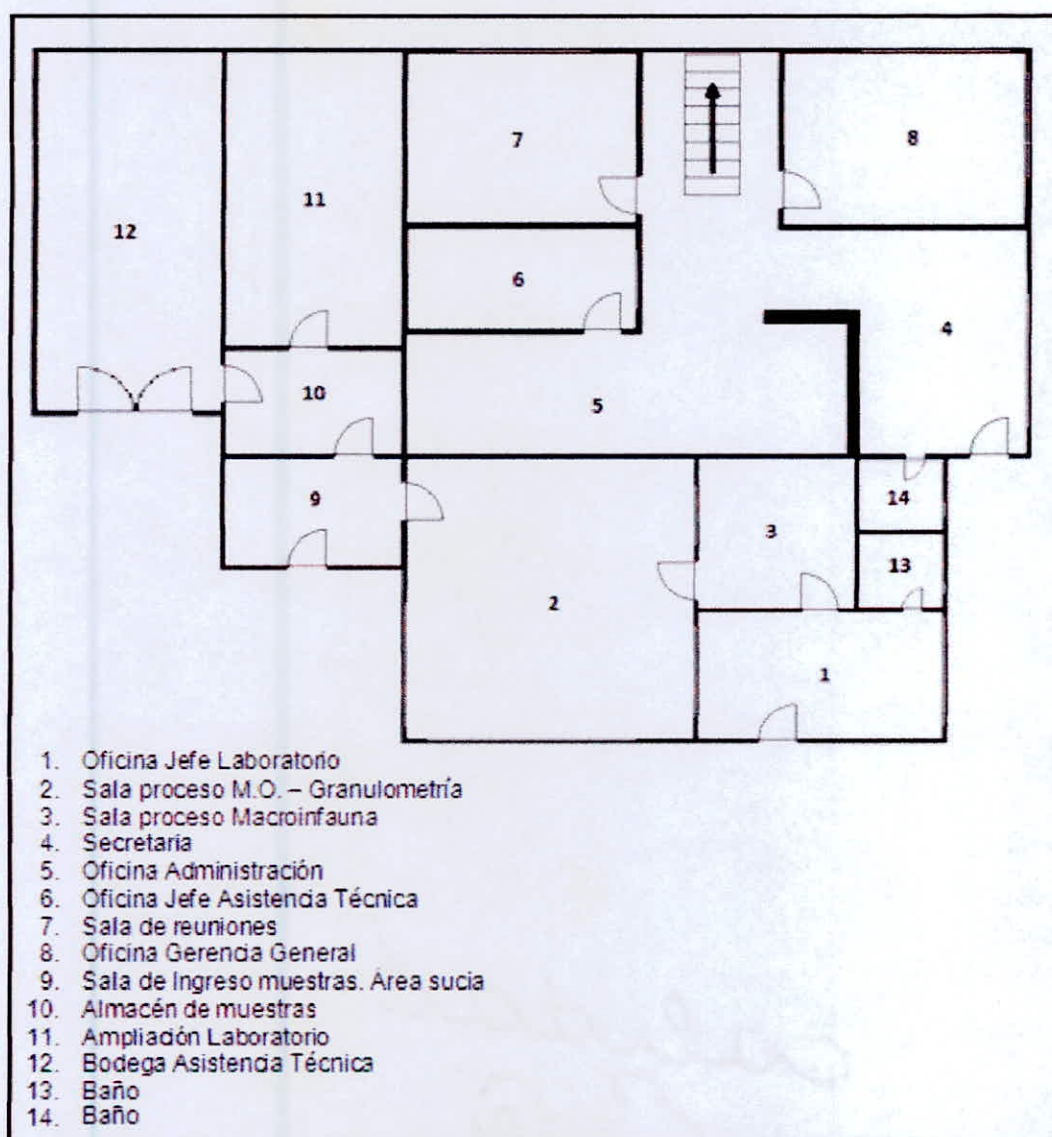 7
8
11
12
6
4
10
5
9
14
3
13
2
1
1. Oficina Jefe Laboratorio
2. Sala proceso M.O. – Granulometría
3. Sala proceso Macroinfauna
4. Secretaria
5. Oficina Administración
6. Oficina Jefe Asistencia Técnica
7. Sala de reuniones
8. Oficina Gerencia General
9. Sala de Ingreso muestras. Área sucia
10. Almacén de muestras
11. Ampliación Laboratorio
12. Bodega Asistencia Técnica
13. Baño
14. Baño